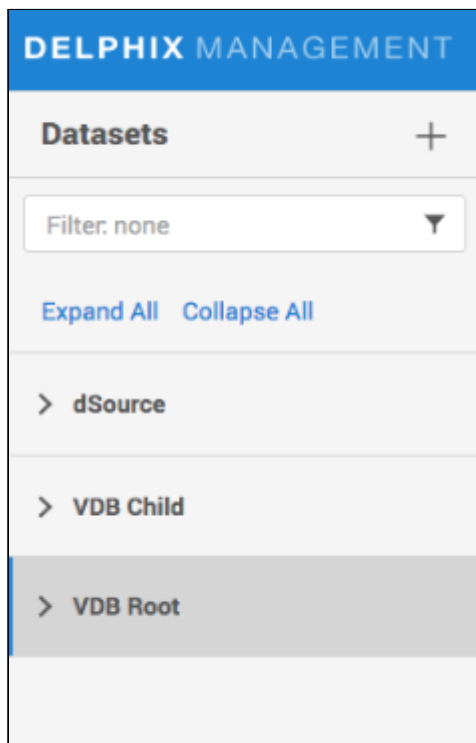 DELPHIX MANAGEMENT
Datasets
Filter: none
Expand All Collapse All
dSource
VDB Child
VDB Root